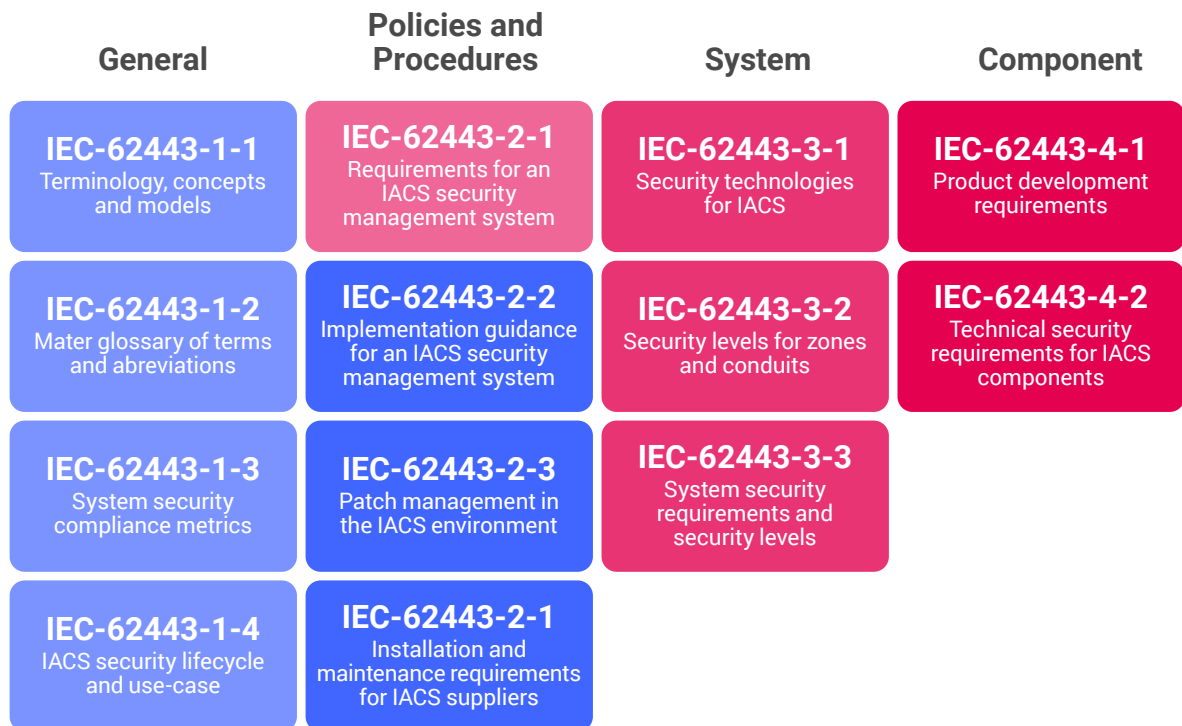 General
Policies and
Procedures
System
Component
IEC-62443-1-1
Terminology, concepts
and models
IEC-62443-2-1
Requirements for an
IACS security
management system
IEC-62443-3-1
Security technologies
for IACS
IEC-62443-4-1
Product development
requirements
IEC-62443-1-2
Mater glossary of terms
and abreviations
IEC-62443-2-2
Implementation guidance
for an IACS security
management system
IEC-62443-3-2
Security levels for zones
and conduits
IEC-62443-4-2
Technical security
requirements for IACS
components
IEC-62443-1-3
System security
compliance metrics
IEC-62443-2-3
Patch management in
the IACS environment
IEC-62443-3-3
System security
requirements and
security levels
IEC-62443-1-4
IACS security lifecycle
and use-case
IEC-62443-2-1
Installation and
maintenance requirements
for IACS suppliers